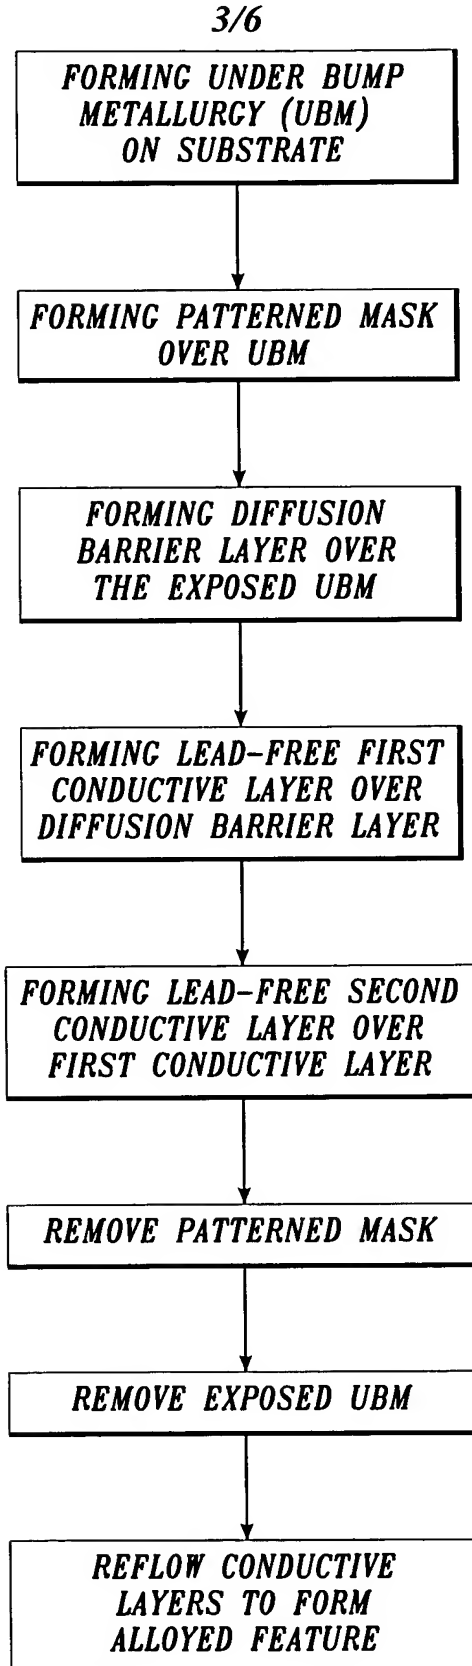 3/6
FORMING UNDER BUMP
METALLURGY (UBM)
ON SUBSTRATE
FORMING PATTERNED MASK
OVER UBM
FORMING DIFFUSION
BARRIER LAYER OVER
THE EXPOSED UBM
FORMING LEAD-FREE FIRST
CONDUCTIVE LAYER OVER
DIFFUSION BARRIER LAYER
FORMING LEAD-FREE SECOND
CONDUCTIVE LAYER OVER
FIRST CONDUCTIVE LAYER
REMOVE PATTERNED MASK
REMOVE EXPOSED UBM
REFLOW CONDUCTIVE
LAYERS TO FORM
ALLOYED FEATURE